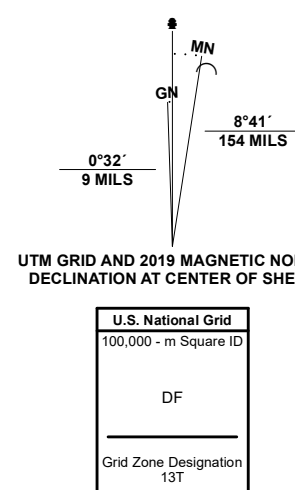 MN
GN
8°41´
154 MILS
0°32´
9 MILS
UTM GRID AND 2019 MAGNETIC NO
DECLINATION AT CENTER OF SHE
U.S. National Grid
100,000 - m Square ID
DF
Grid Zone Designation
13T